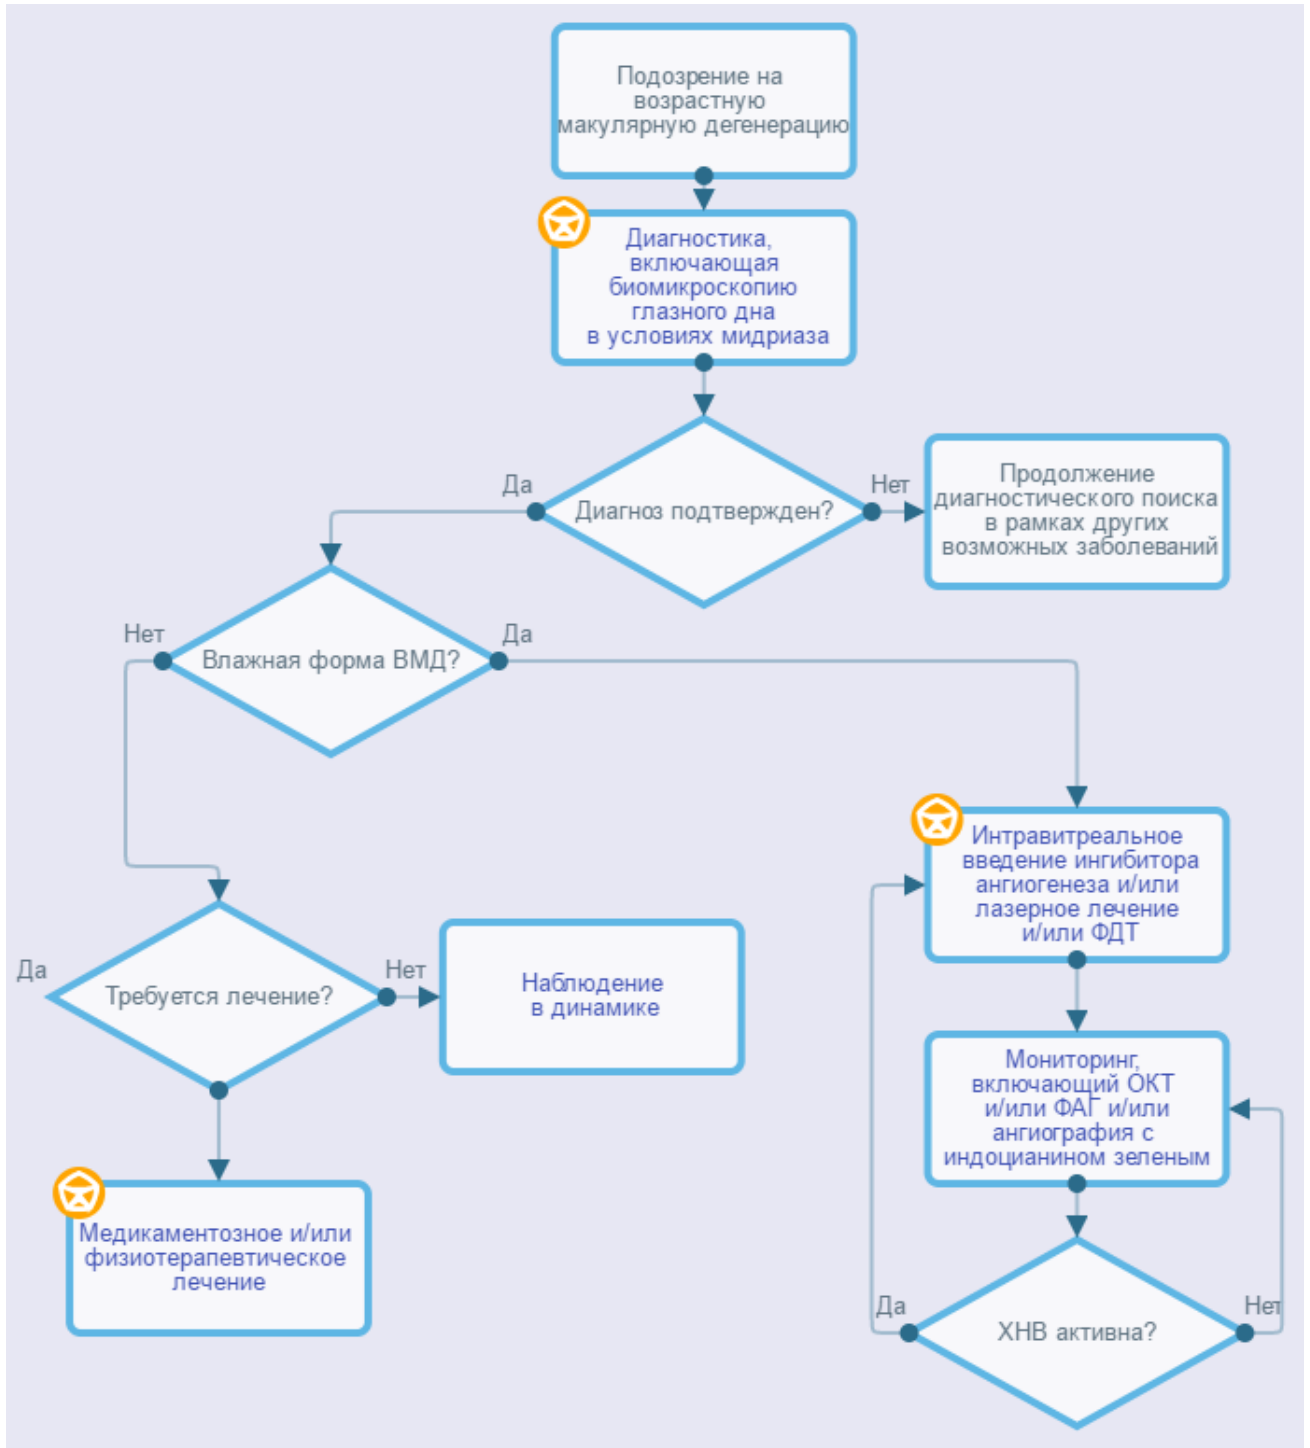 Подозрение на
возрастную
макулярную дегенерацию
Диагностика,
включающая
биомикроскопию
глазного дна
в условиях мидриаза
Да
Диагноз подтвержден?
Нет
Продолжение
диагностического поиска
в рамках других
возможных заболеваний
Нет
Влажная форма ВМД?
Да
Интравитреальное
введение ингибитора
ангиогенеза и/или
лазерное лечение
и/или ФДТ
Да
Требуется лечение?
Нет
Наблюдение
в динамике
Мониторинг,
включающий ОКТ
и/или ФАГ и/или
ангиография с
индоцианином зеленым
Медикаментозное и/или
физиотерапевтическое
лечение
Да
ХНВ активна?
Нет